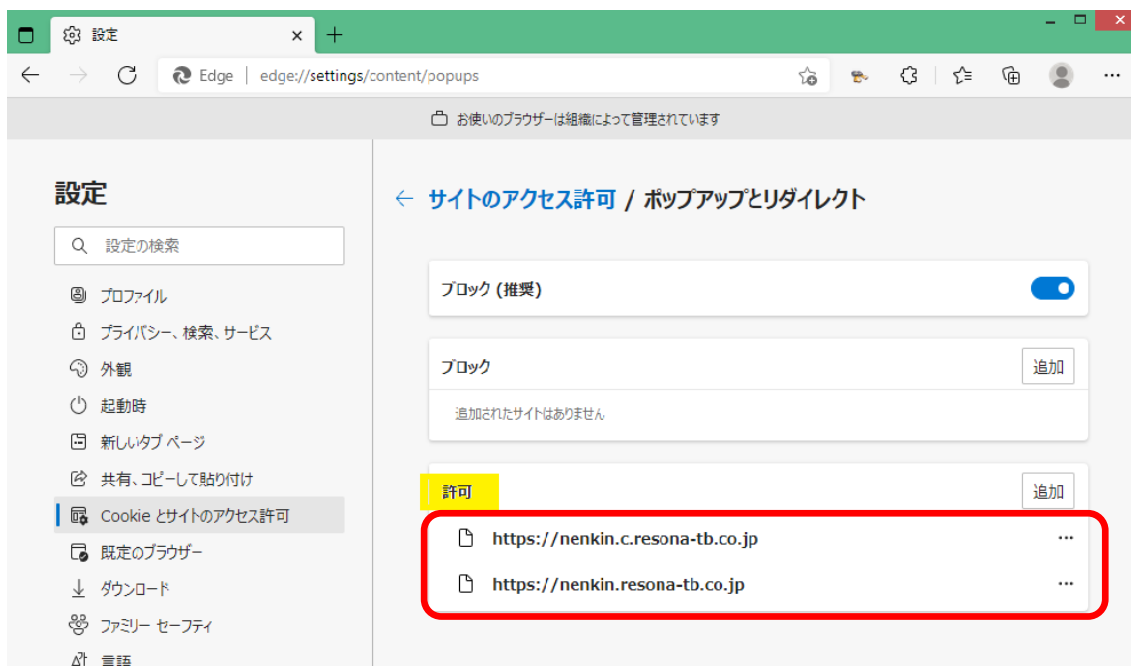 設定
Edge edge://settings/content/popups
お使いのブラウザーは組織によって管理されています
設定
設定の検索
プロファイル
プライバシー、検索、サービス
外観
起動時
新しいタブ ページ
共有、コピーして貼り付け
Cookie とサイトのアクセス許可
既定のブラウザー
ダウンロード
ファミリー セーフティ
言語
サイトのアクセス許可 / ポップアップとリダイレクト
ブロック (推奨)
ブロック 追加
追加されたサイトはありません
許可 追加
https://nenkin.c.resona-tb.co.jp
https://nenkin.resona-tb.co.jp